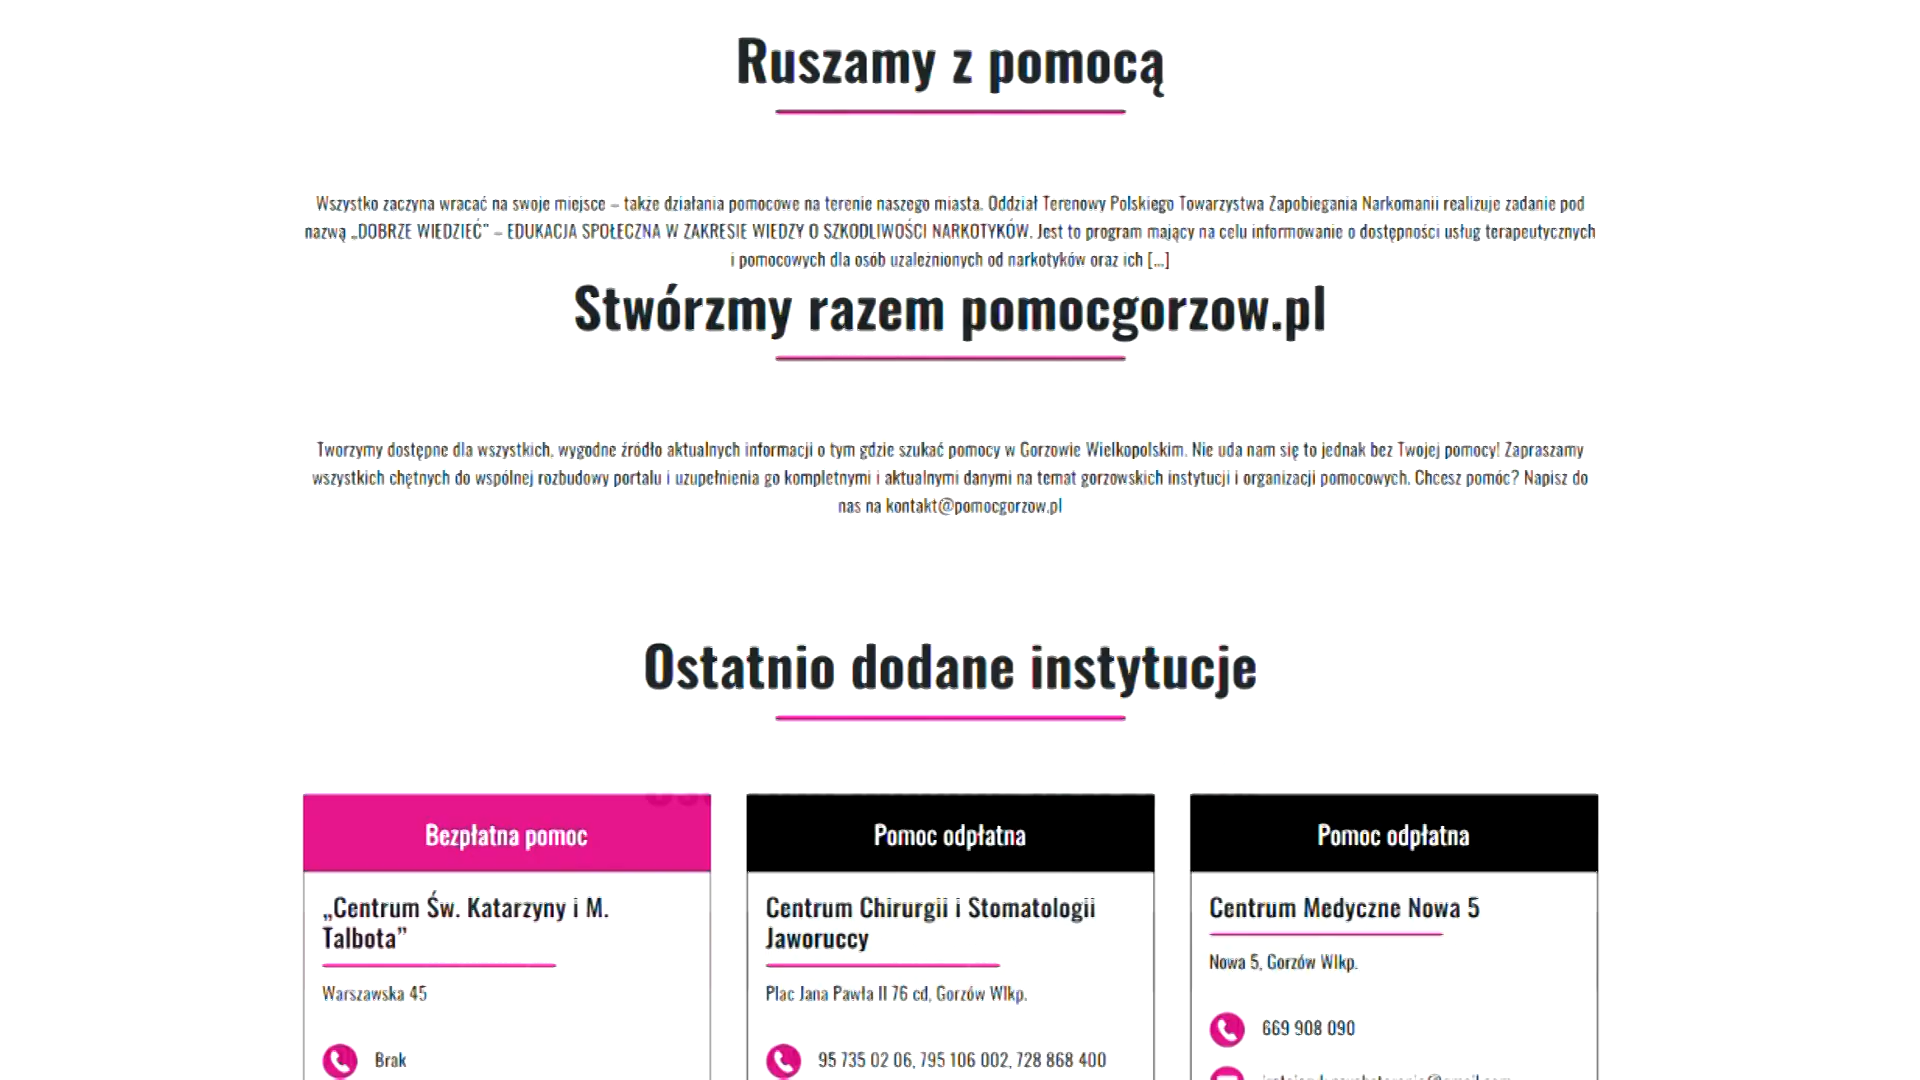 Ruszamy z pomocą
Wszystko zaczyna wracać na swoje miejsce – także działania pomocowe na terenie naszego miasta. Oddział Terenowy Polskiego Towarzystwa Zapobiegania Narkomanii realizuje zadanie pod
nazwą „DOBRZE WIEDZIEĆ” – EDUKACJA SPOŁECZNA W ZAKRESIE WIEDZY O SZKODLIWOŚCI NARKOTYKÓW. Jest to program mający na celu informowanie o dostępności usług terapeutycznych
i pomocowych dla osób uzależnionych od narkotyków oraz ich [...]
Stwórzmy razem pomocgorzow.pl
Tworzymy dostępne dla wszystkich, wygodne źródło aktualnych informacji o tym gdzie szukać pomocy w Gorzowie Wielkopolskim. Nie uda nam się to jednak bez Twojej pomocy! Zapraszamy
wszystkich chętnych do wspólnej rozbudowy portalu i uzupełnienia go kompletnymi i aktualnymi danymi na temat gorzowskich instytucji i organizacji pomocowych. Chcesz pomóc? Napisz do
nas na kontakt@pomocgorzow.pl
Ostatnio dodane instytucje
Bezpłatna pomoc
„Centrum Św. Katarzyny i M.
Talbota”
Warszawska 45
Brak
Pomoc odpłatna
Centrum Chirurgii i Stomatologii
Jaworuccy
Plac Jana Pawła II 76 cd, Gorzów Wlkp.
95 735 02 06, 795 106 002, 728 868 400
Pomoc odpłatna
Centrum Medyczne Nowa 5
Nowa 5, Gorzów Wlkp.
669 908 090